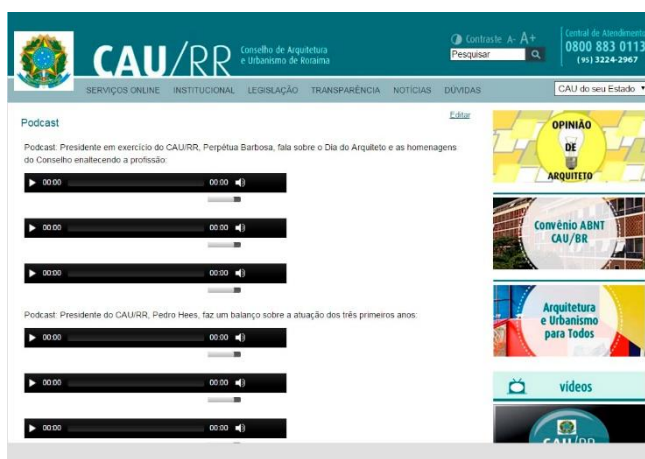 CAU/RR
Conselho de Arquitetura
e Urbanismo de Roraima
Contraste A- A+
Pesquisar
Central de Atendimento
0800 883 0113
(95) 3224-2967
SERVIÇOS ONLINE INSTITUCIONAL LEGISLAÇÃO TRANSPARÊNCIA NOTÍCIAS DÚVIDAS
CAU do seu Estado
Podcast
Editar
Podcast: Presidente em exercício do CAU/RR, Perpétua Barbosa, fala sobre o Dia do Arquiteto e as homenagens
do Conselho enaltecendo a profissão:
00:00 00:00
00:00 00:00
00:00 00:00
Podcast: Presidente do CAU/RR, Pedro Hees, faz um balanço sobre a atuação dos três primeiros anos:
00:00 00:00
00:00 00:00
00:00 00:00
OPINIÃO
DE
ARQUITETO
Convênio ABNT
CAU/BR
Arquitetura
e Urbanismo
para Todos
vídeos
CAU/RR